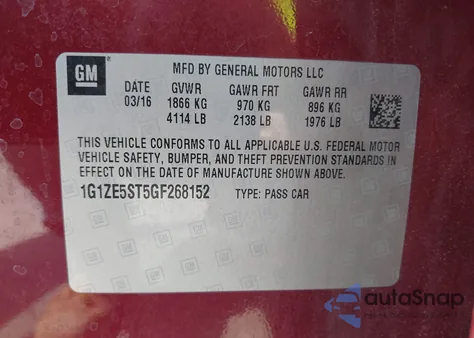 GM
MFD BY GENERAL MOTORS LLC
DATE GVWR GAWR FRT GAWR RR
03/16 1866 KG 970 KG 896 KG
4114 LB 2138 LB 1976 LB
THIS VEHICLE CONFORMS TO ALL APPLICABLE U.S. FEDERAL MOTOR
VEHICLE SAFETY, BUMPER, AND THEFT PREVENTION STANDARDS IN
EFFECT ON THE DATE OF MANUFACTURE SHOWN ABOVE.
1G1ZE5ST5GF268152 TYPE: PASS CAR
autoSnap